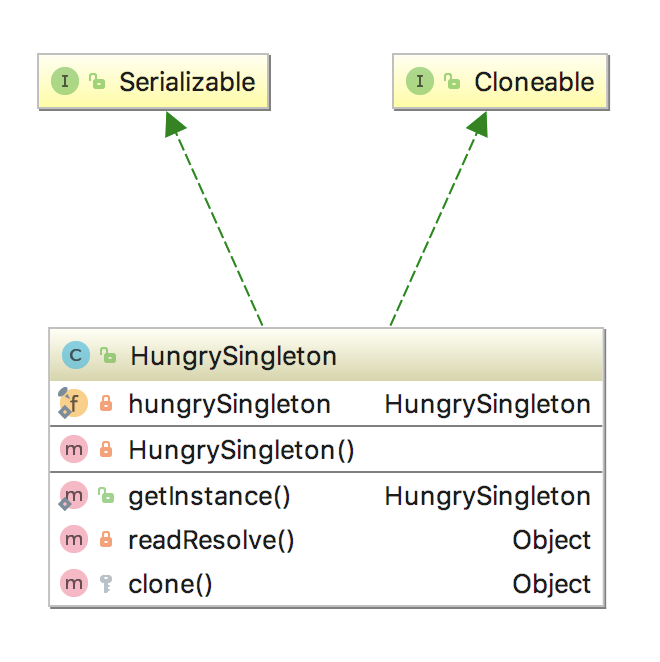 I Serializable
I Cloneable
C HungrySingleton
f hungrySingleton HungrySingleton
m HungrySingleton()
m getInstance() HungrySingleton
m readResolve() Object
m clone() Object